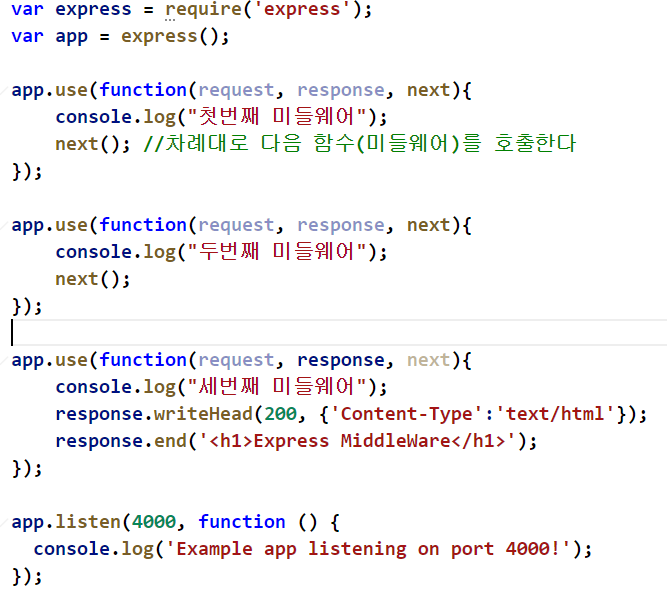 var express = require('express');
var app = express();
app.use(function(request, response, next){
console.log("첫번째 미들웨어");
next(); //차례대로 다음 함수(미들웨어)를 호출한다
});
app.use(function(request, response, next){
console.log("두번째 미들웨어");
next();
});
app.use(function(request, response, next){
console.log("세번째 미들웨어");
response.writeHead(200, {'Content-Type':'text/html'});
response.end('<h1>Express MiddleWare</h1>');
});
app.listen(4000, function () {
console.log('Example app listening on port 4000!');
});